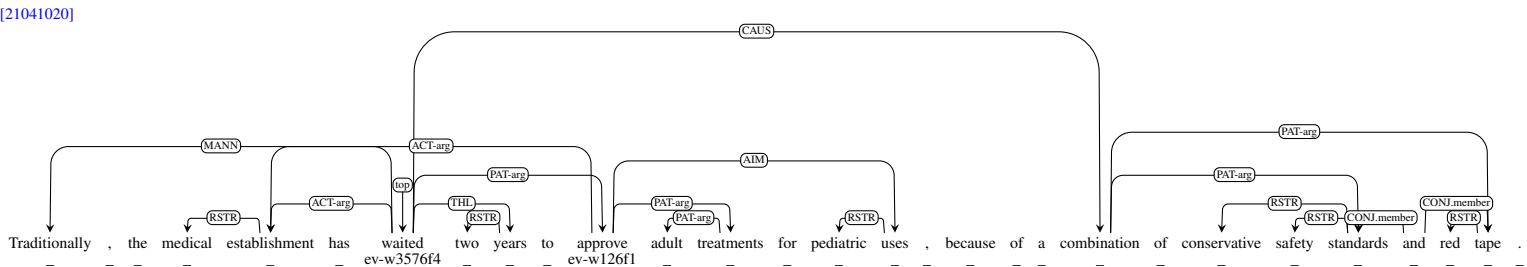 [21041020]
CAUS
PAT-arg
MANN ACT-arg
AIM
top PAT-arg PAT-arg
ACT-arg THL PAT-arg RSTR CONJ.member
RSTR RSTR PAT-arg RSTR RSTR CONJ.member RSTR
Traditionally , the medical establishment has waited two years to approve adult treatments for pediatric uses , because of a combination of conservative safety standards and red tape .
_ _ _ _ _ _ ev-w3576f4 _ _ _ ev-w126f1 _ _ _ _ _ _ _ _ _ _ _ _ _ _ _ _ _ _